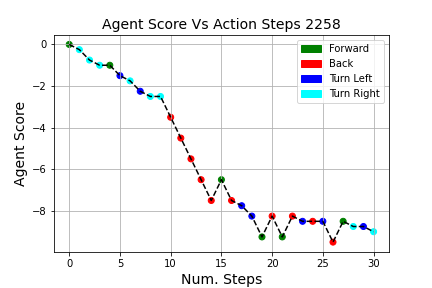 Agent Score Vs Action Steps 2258
Forward
Back
Turn Left
Turn Right
Agent Score
0
−2
−4
−6
−8
0 5 10 15 20 25 30
Num. Steps